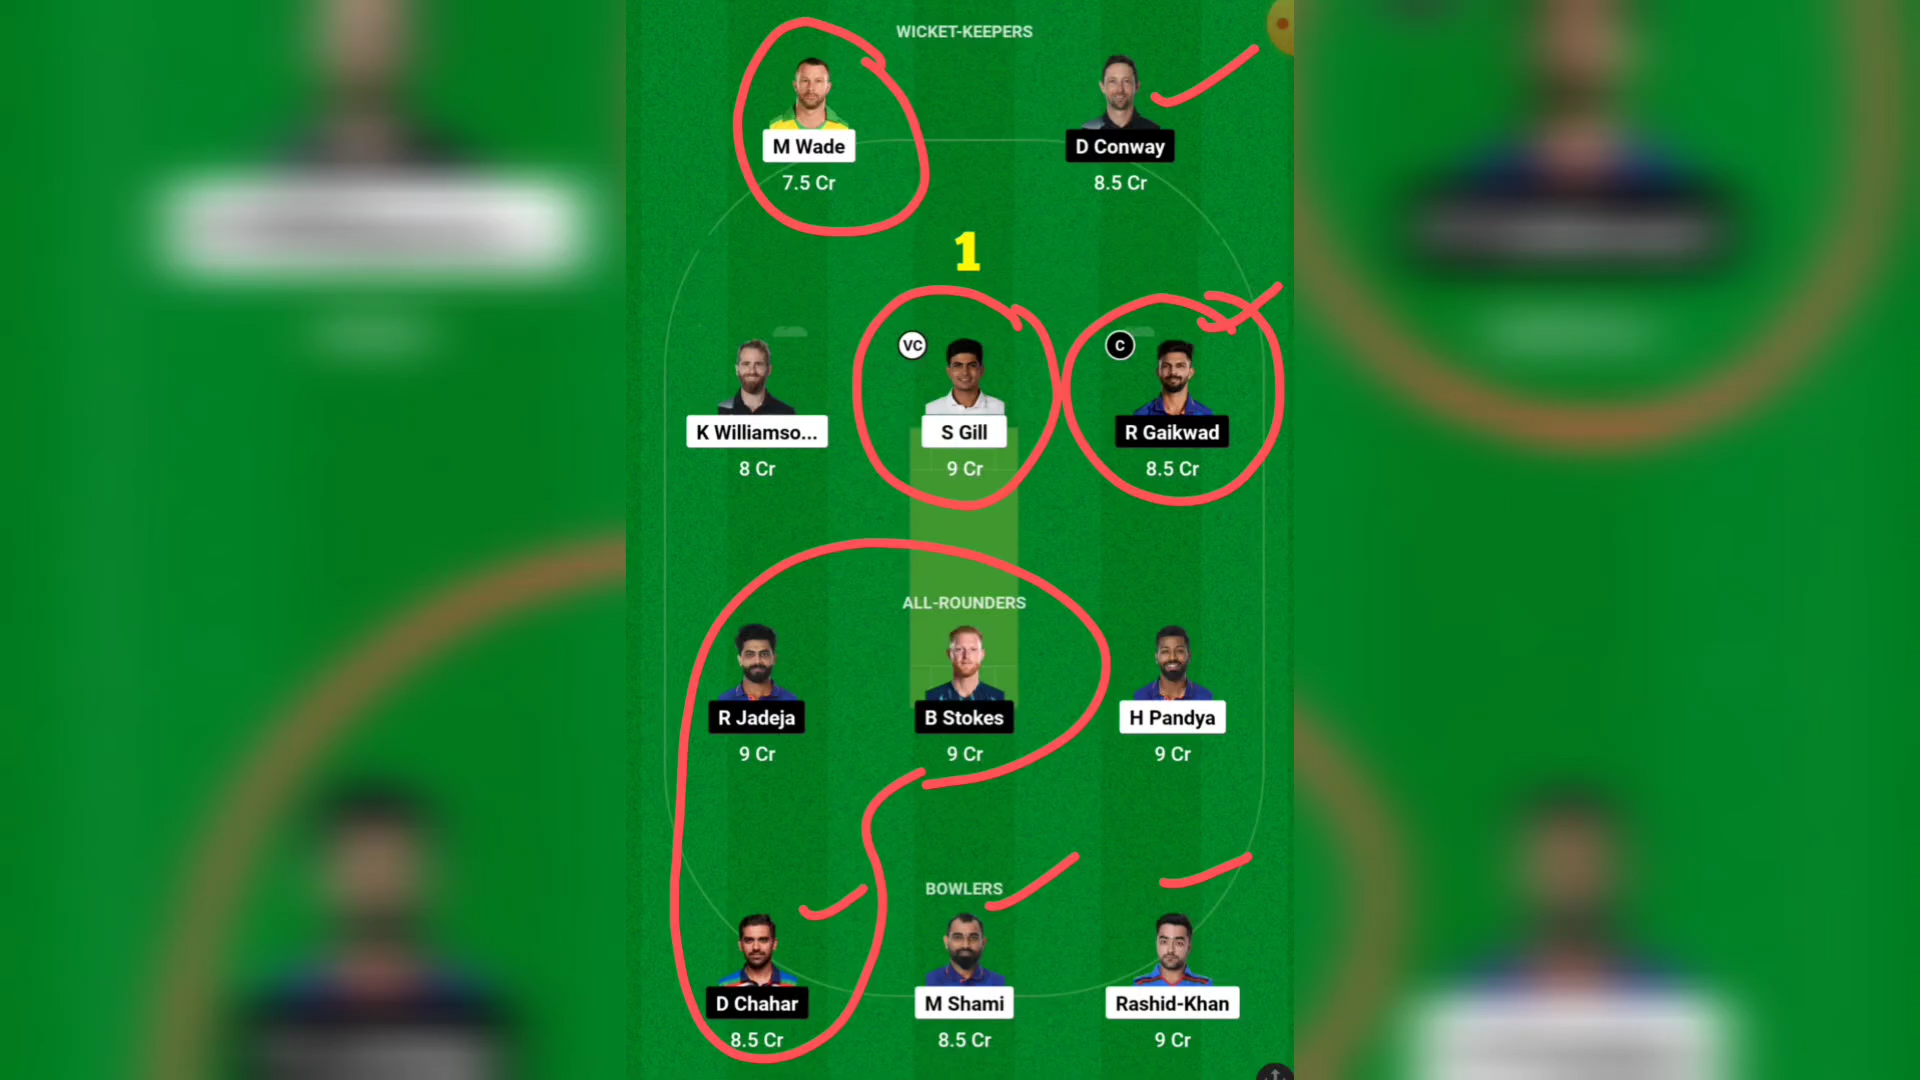 WICKET-KEEPERS
M Wade
D Conway
7.5 Cr
8.5 Cr
1
VC
C
K Williamso...
S Gill
R Gaikwad
8 Cr
9 Cr
8.5 Cr
ALL-ROUNDERS
R Jadeja
B Stokes
H Pandya
9 Cr
9 Cr
9 Cr
BOWLERS
D Chahar
M Shami
Rashid-Khan
8.5 Cr
8.5 Cr
9 Cr